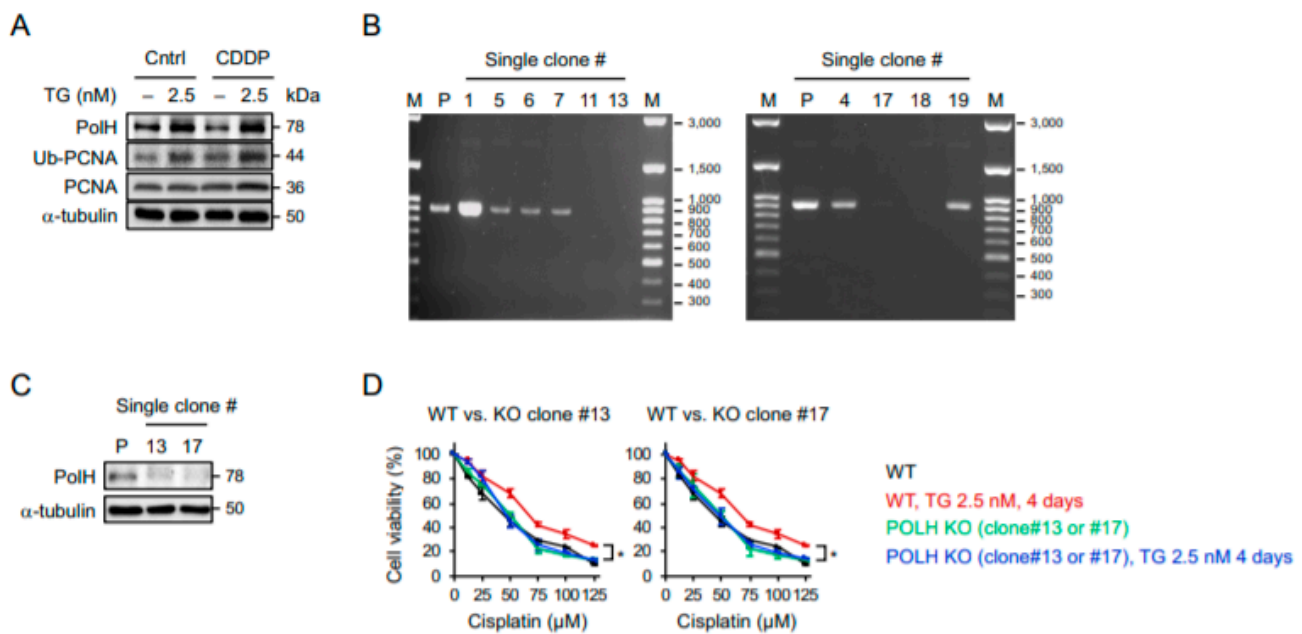 A
Cntrl CDDP
TG (nM) – 2.5 – 2.5 kDa
PolH 78
Ub-PCNA 44
PCNA 36
α-tubulin 50
B
Single clone #
M P 1 5 6 7 11 13 M
3,000
1,500
1,000
900
800
700
600
500
400
300
Single clone #
M P 4 17 18 19 M
3,000
1,500
1,000
900
800
700
600
500
400
300
C
Single clone #
P 13 17
PolH 78
α-tubulin 50
D
WT vs. KO clone #13
Cell viability (%)
100
80
60
40
20
0
*
0 25 50 75 100 125
Cisplatin (µM)
WT vs. KO clone #17
100
80
60
40
20
0
*
0 25 50 75 100 125
Cisplatin (µM)
WT
WT, TG 2.5 nM, 4 days
POLH KO (clone#13 or #17)
POLH KO (clone#13 or #17), TG 2.5 nM 4 days